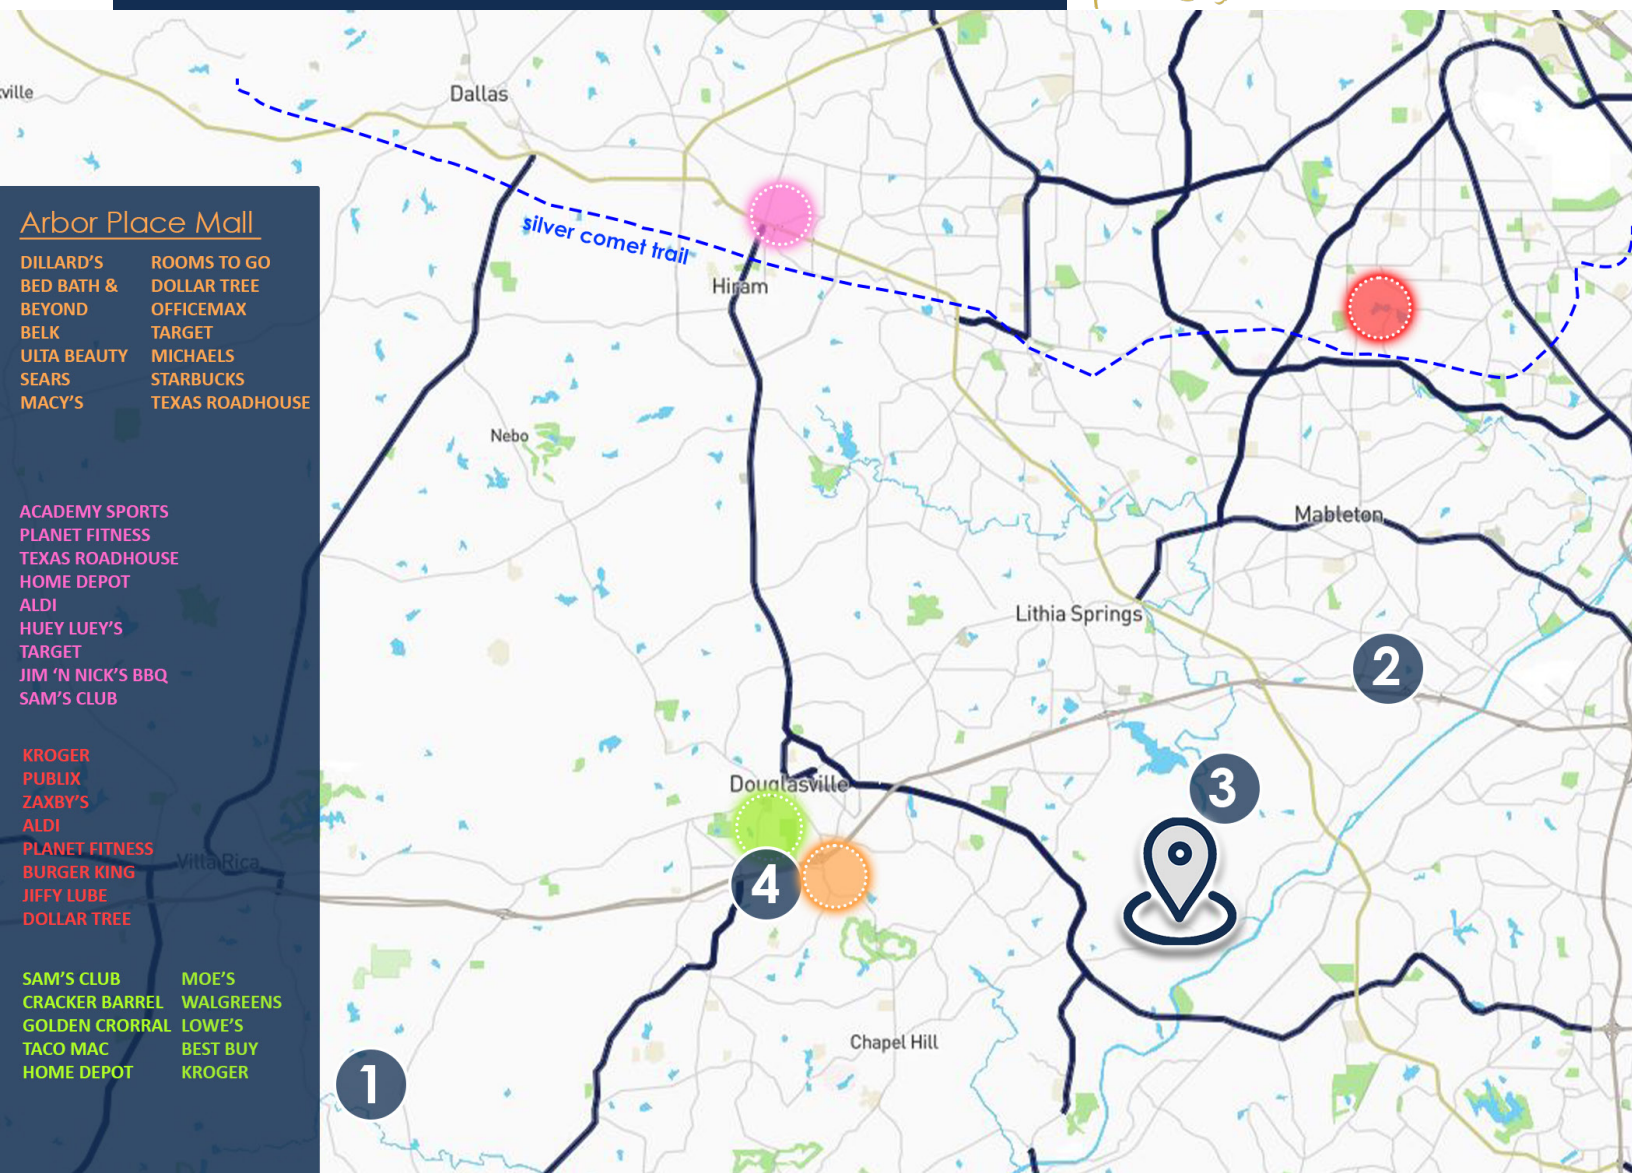 Dallas
ville
Arbor Place Mall
DILLARD'S
BED BATH &
BEYOND
BELK
ULTA BEAUTY
SEARS
MACY'S
ROOMS TO GO
DOLLAR TREE
OFFICEMAX
TARGET
MICHAELS
STARBUCKS
TEXAS ROADHOUSE
ACADEMY SPORTS
PLANET FITNESS
TEXAS ROADHOUSE
HOME DEPOT
ALDI
HUEY LUEY'S
TARGET
JIM 'N NICK'S BBQ
SAM'S CLUB
KROGER
PUBLIX
ZAXBY'S
ALDI
PLANET FITNESS
BURGER KING
JIFFY LUBE
DOLLAR TREE
Villa Rica
SAM'S CLUB
CRACKER BARREL
GOLDEN CRORRAL
TACO MAC
HOME DEPOT
MOE'S
WALGREENS
LOWE'S
BEST BUY
KROGER
silver comet trail
Hiram
Nebo
Mableton
Lithia Springs
2
3
Douglasville
4
Chapel Hill
1